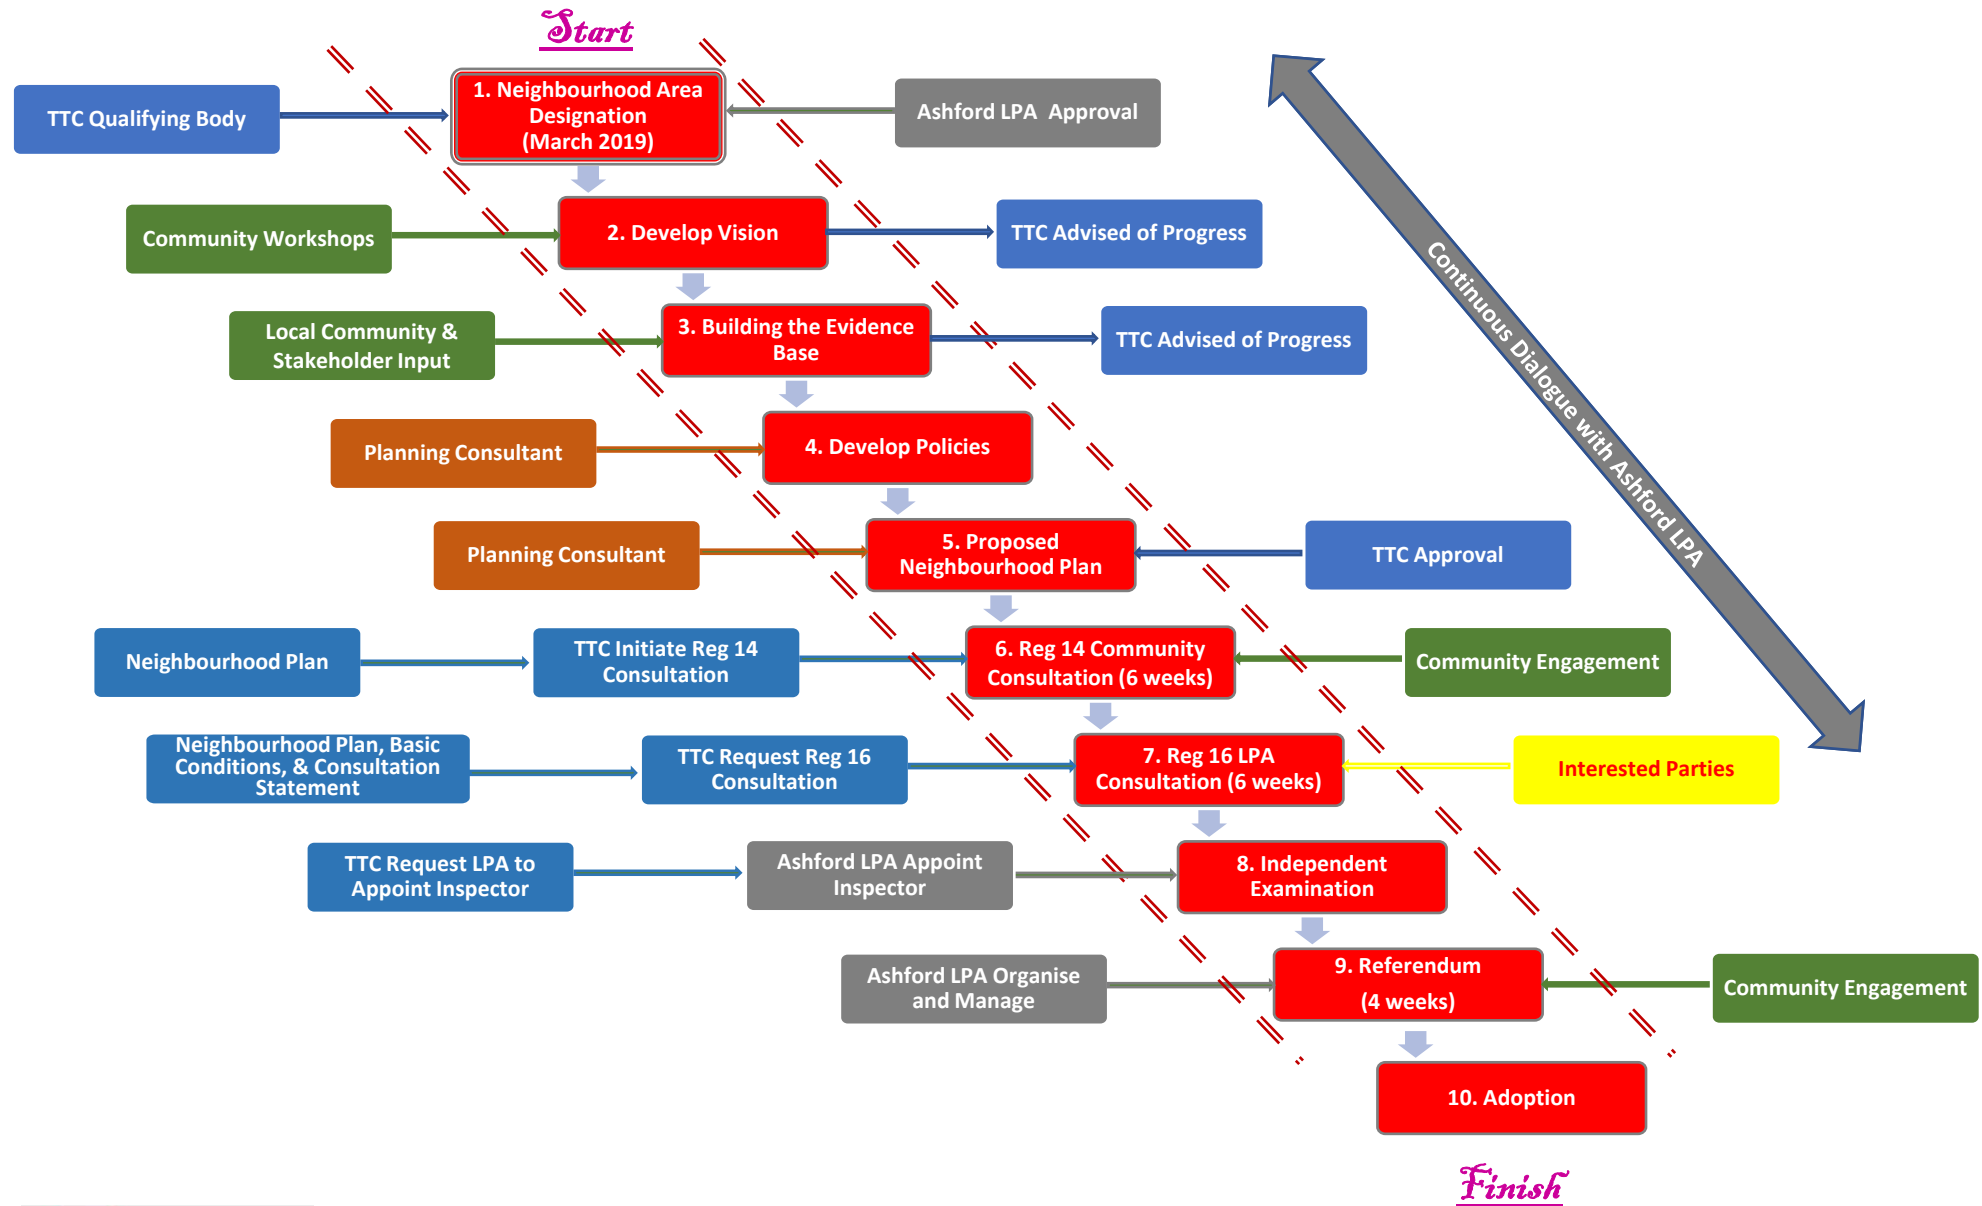 Start
TTC Qualifying Body
1. Neighbourhood Area
Designation
(March 2019)
Ashford LPA Approval
Community Workshops
2. Develop Vision
TTC Advised of Progress
Local Community &
Stakeholder Input
3. Building the Evidence
Base
TTC Advised of Progress
Continuous Dialogue with Ashford LPA
Planning Consultant
4. Develop Policies
Planning Consultant
5. Proposed
Neighbourhood Plan
TTC Approval
Neighbourhood Plan
TTC Initiate Reg 14
Consultation
6. Reg 14 Community
Consultation (6 weeks)
Community Engagement
Neighbourhood Plan, Basic
Conditions, & Consultation
Statement
TTC Request Reg 16
Consultation
7. Reg 16 LPA
Consultation (6 weeks)
Interested Parties
TTC Request LPA to
Appoint Inspector
Ashford LPA Appoint
Inspector
8. Independent
Examination
Ashford LPA Organise
and Manage
9. Referendum
(4 weeks)
Community Engagement
10. Adoption
Finish